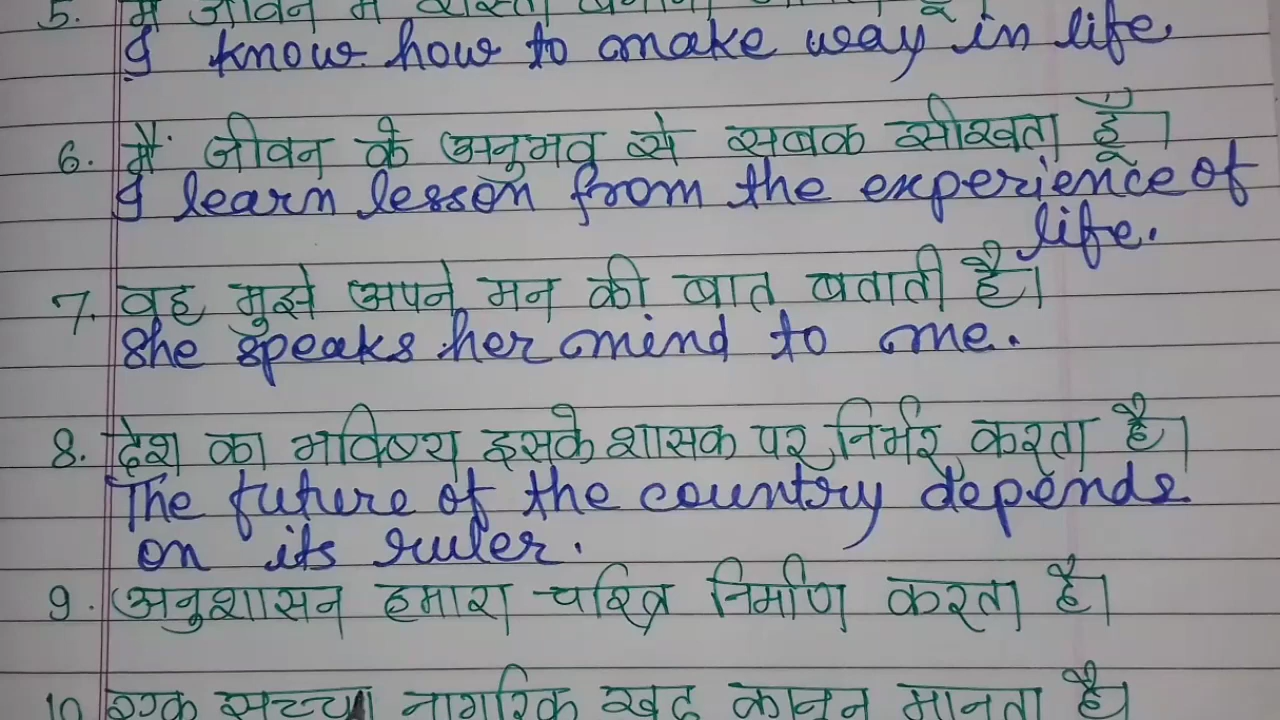 5. मैं जीवन में रास्ता बनाना
I know how to make way in life.
6. मैं जीवन के अनुभव से सबक सीखता हूँ।
I learn lesson from the experience of
life.
7. वह मुझे अपने मन की बात बताती है।
She speaks her mind to me.
8. देश का भविष्य इसके शासक पर निर्भर करता है।
The future of the country depends
on its ruler.
9. अनुशासन हमारा चरित्र निर्माण करता है।
10 एक सच्चा नागरिक खुद कानून मानता है।